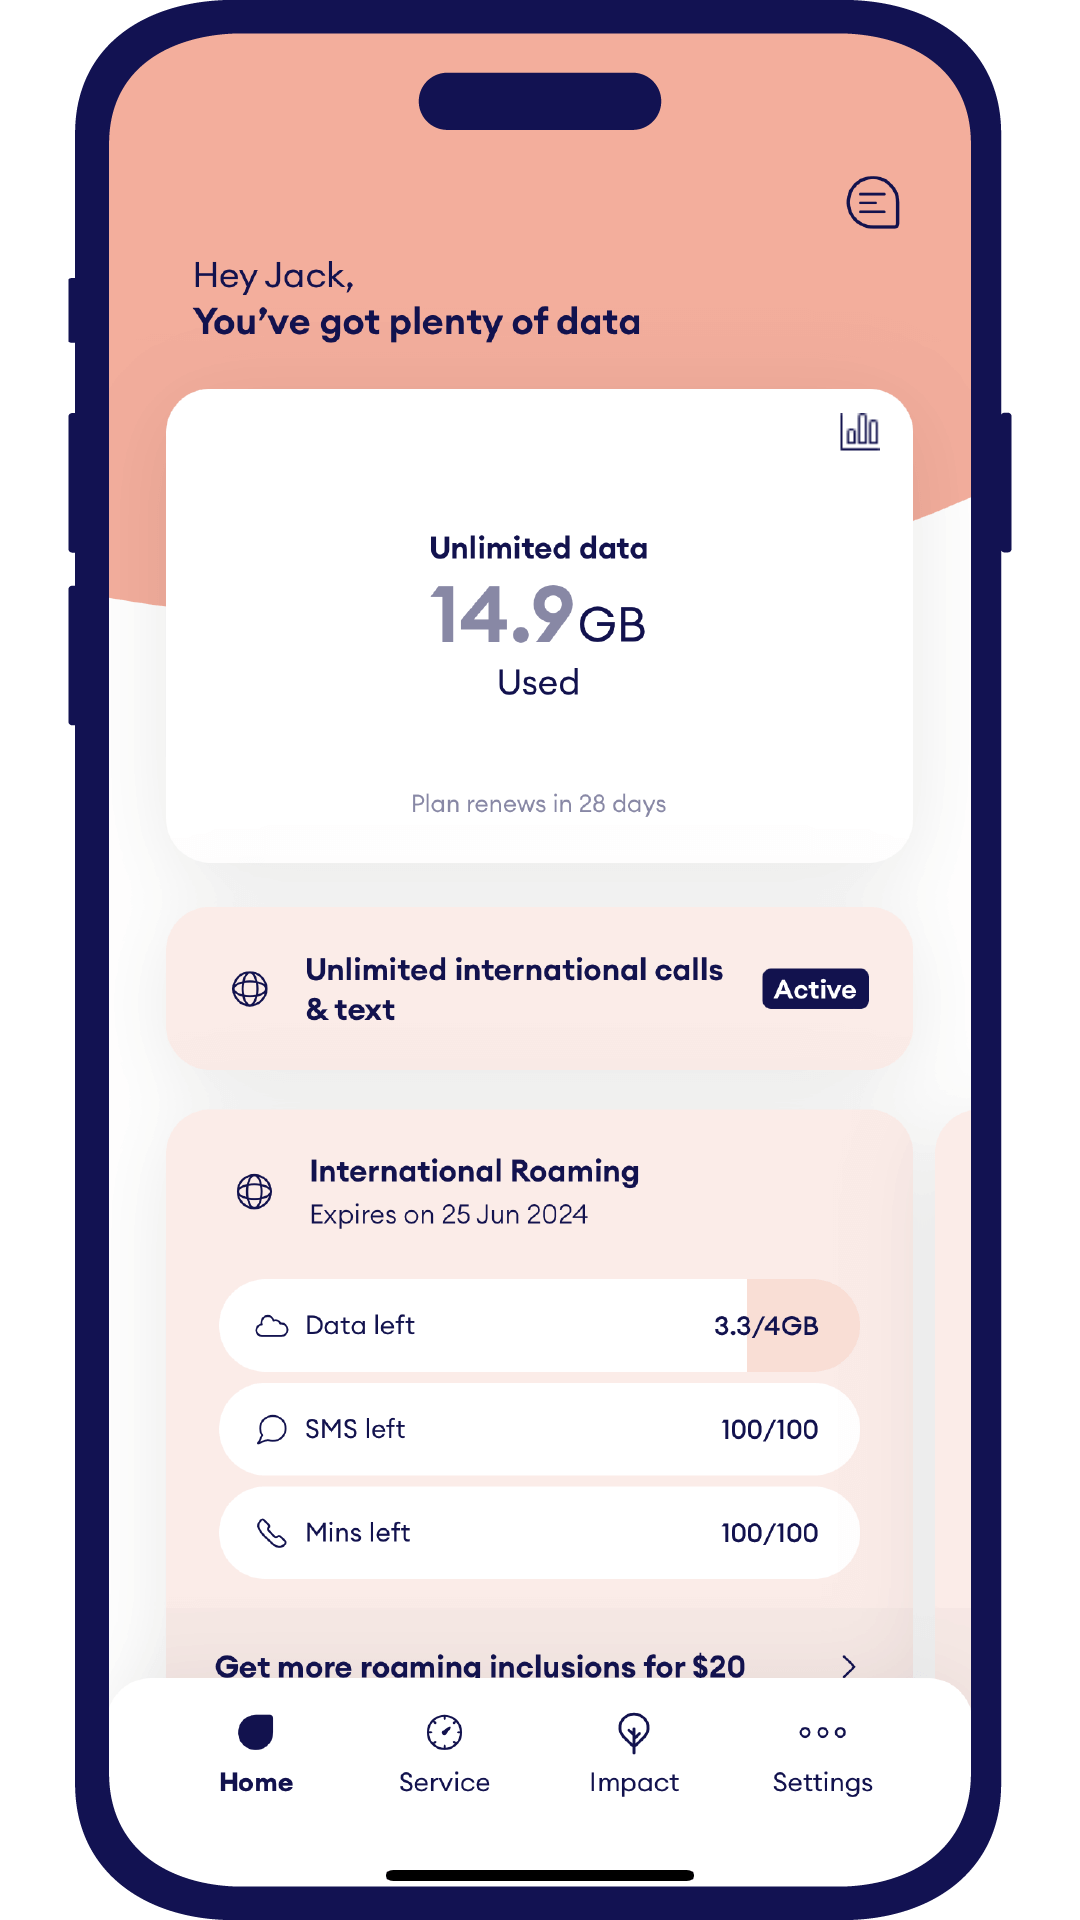 Hey Jack,
You’ve got plenty of data
Unlimited data
14.9GB
Used
Plan renews in 28 days
Unlimited international calls
& text
Active
International Roaming
Expires on 25 Jun 2024
Data left 3.3/4GB
SMS left 100/100
Mins left 100/100
Get more roaming inclusions for $20
Home Service Impact Settings